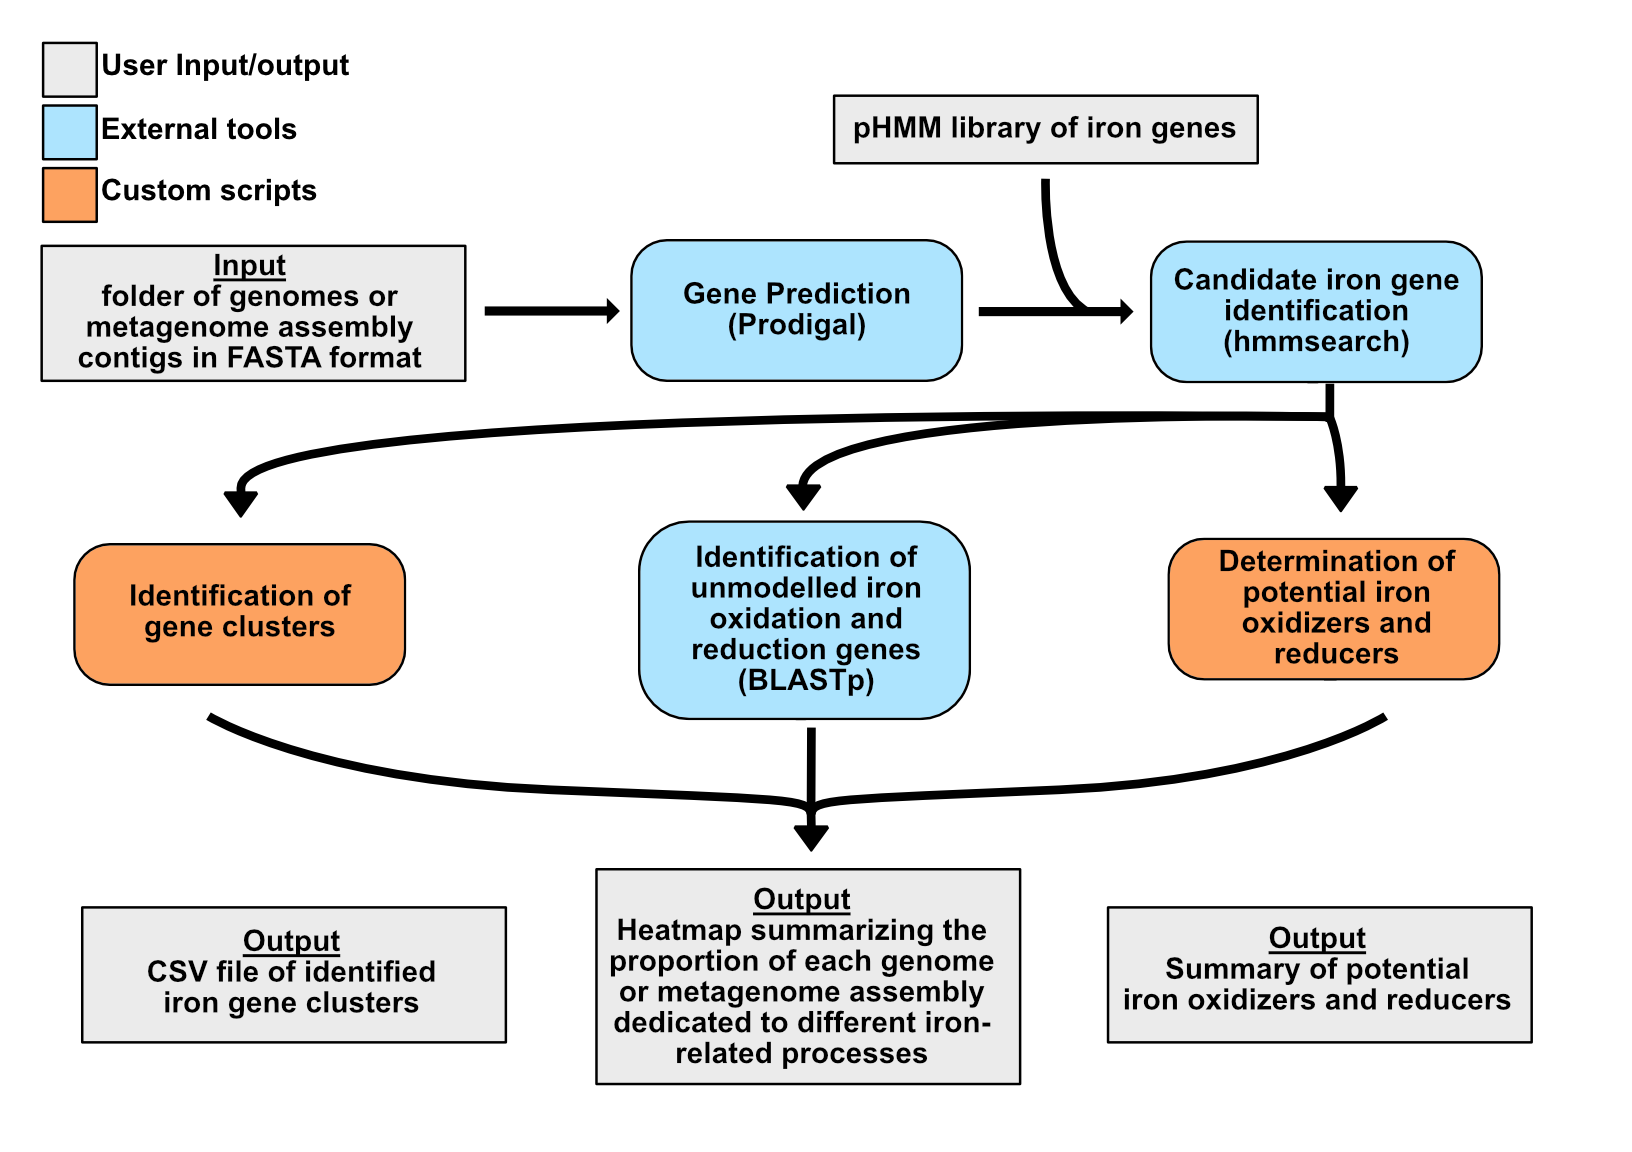 User Input/output
External tools
Custom scripts
pHMM library of iron genes
Input
folder of genomes or
metagenome assembly
contigs in FASTA format
Gene Prediction
(Prodigal)
Candidate iron gene
identification
(hmmsearch)
Identification of
gene clusters
Identification of
unmodelled iron
oxidation and
reduction genes
(BLASTp)
Determination of
potential iron
oxidizers and
reducers
Output
CSV file of identified
iron gene clusters
Output
Heatmap summarizing the
proportion of each genome
or metagenome assembly
dedicated to different iron-
related processes
Output
Summary of potential
iron oxidizers and reducers